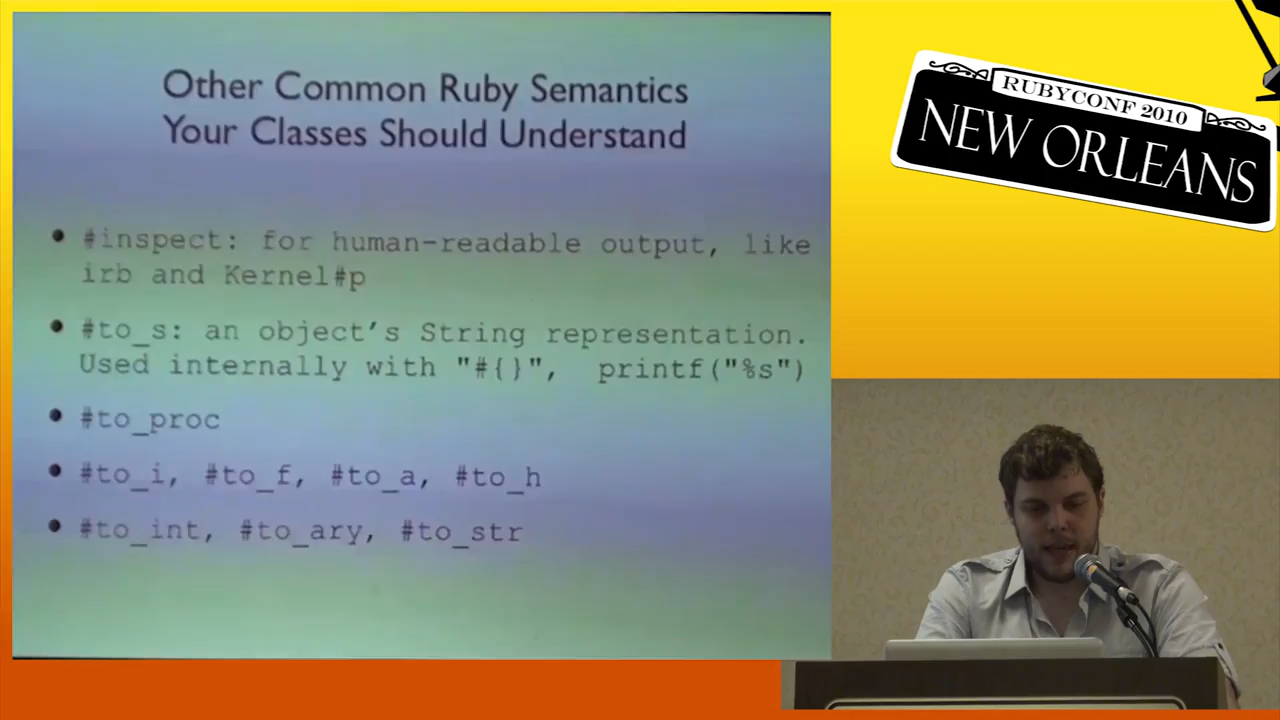 Other Common Ruby Semantics
Your Classes Should Understand
• #inspect: for human-readable output, like
irb and Kernel#p
• #to_s: an object’s String representation.
Used internally with "#{}", printf("%s")
• #to_proc
• #to_i, #to_f, #to_a, #to_h
• #to_int, #to_ary, #to_str
RUBYCONF 2010
NEW ORLEANS